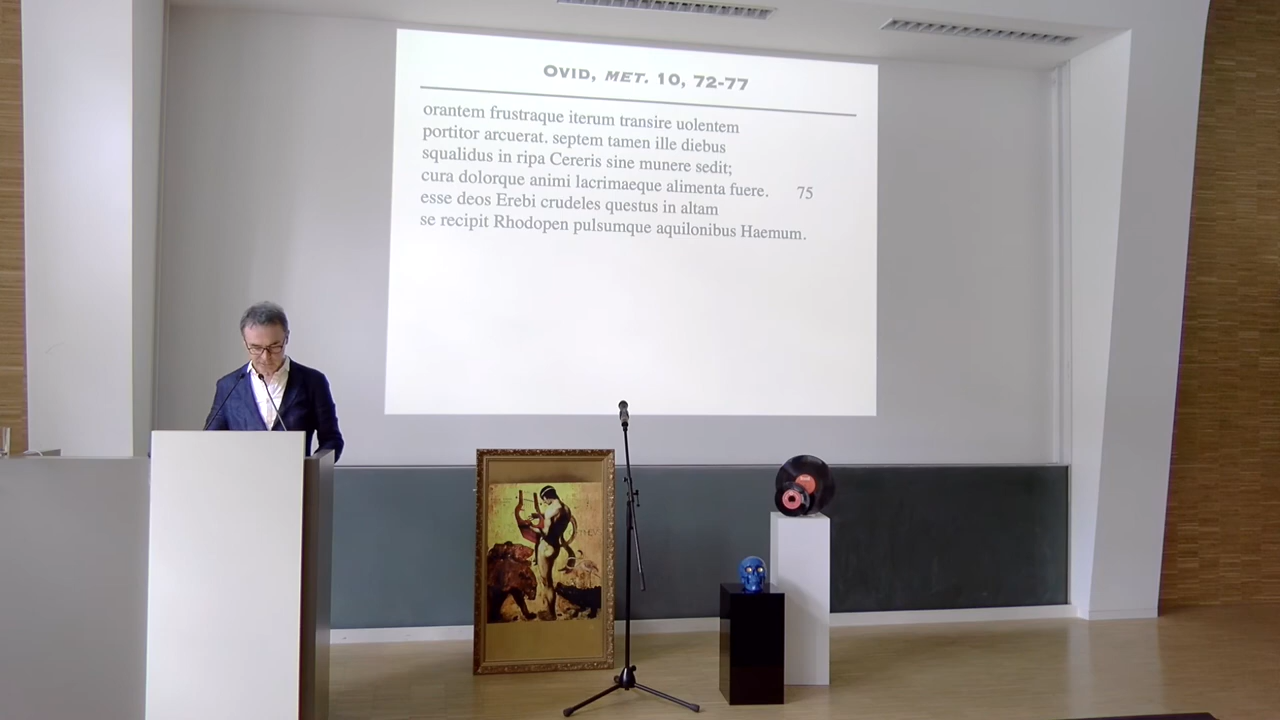 OVID, MET. 10, 72-77
orantem frustraque iterum transire uolentem
portitor arcuerat. septem tamen ille diebus
squalidus in ripa Cereris sine munere sedit;
cura dolorque animi lacrimaeque alimenta fuere. 75
esse deos Erebi crudeles questus in altam
se recipit Rhodopen pulsumque aquilonibus Haemum.